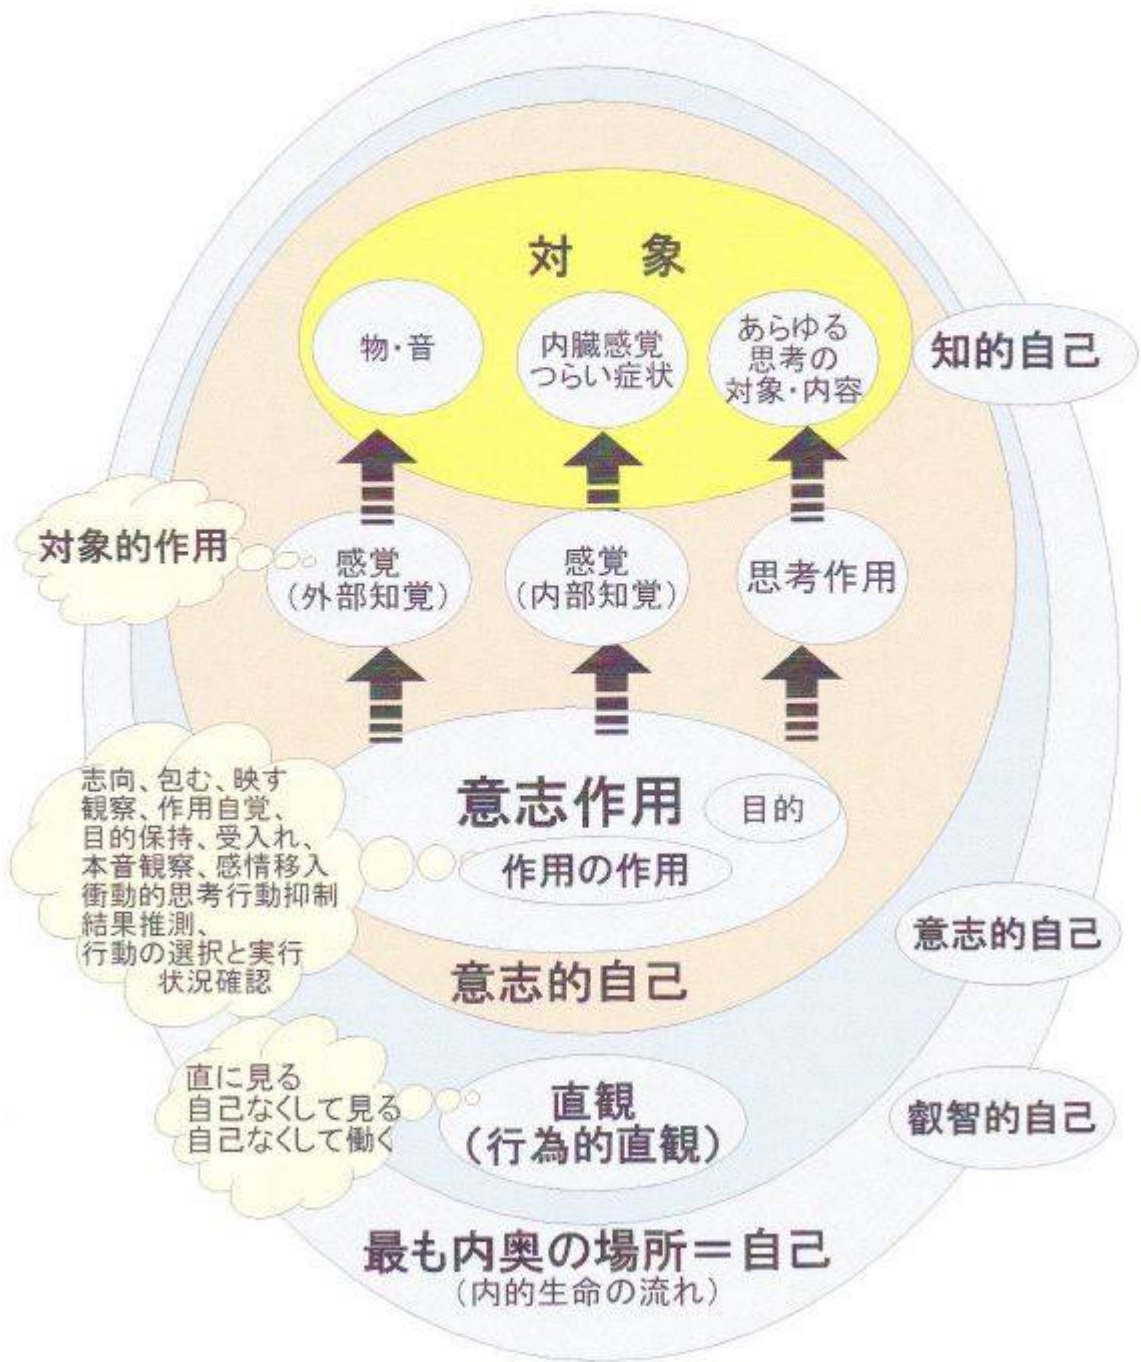 対　象
物・音
内臓感覚
つらい症状
あらゆる
思考の
対象・内容
知的自己
対象的作用
感覚
(外部知覚)
感覚
(内部知覚)
思考作用
志向、包む、映す
観察、作用自覚、
目的保持、受入れ、
本音観察、感情移入
衝動的思考行動抑制
結果推測、
行動の選択と実行
状況確認
意志作用
目的
作用の作用
意志的自己
意志的自己
直に見る
自己なくして見る
自己なくして働く
直観
(行為的直観)
叡智的自己
最も内奥の場所＝自己
(内的生命の流れ)